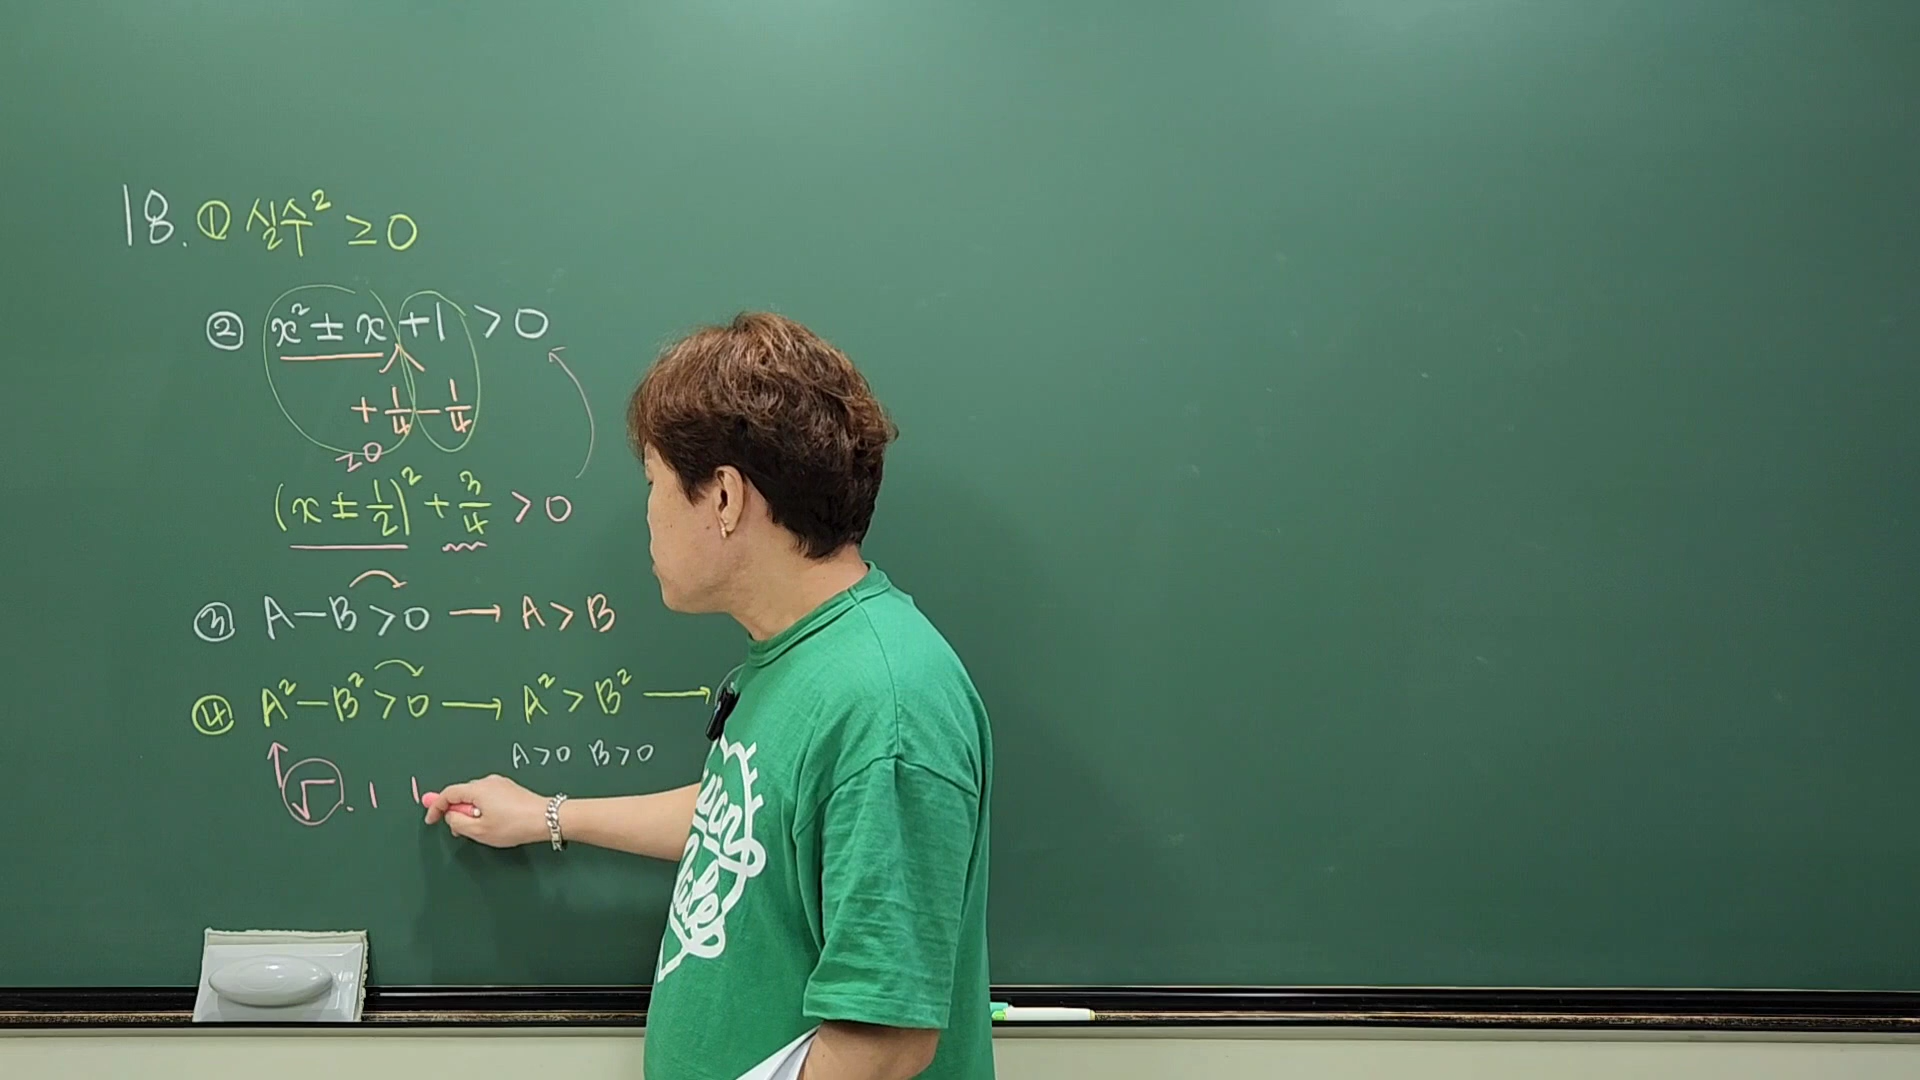 18. ① 실수² ≥ 0
② x² ± x + 1 > 0
+ 1/4 - 1/4
≥0
(x ± 1/2)² + 3/4 > 0
③ A - B > 0 → A > B
④ A² - B² > 0 → A² > B² →
A > 0 B > 0
√ . | |